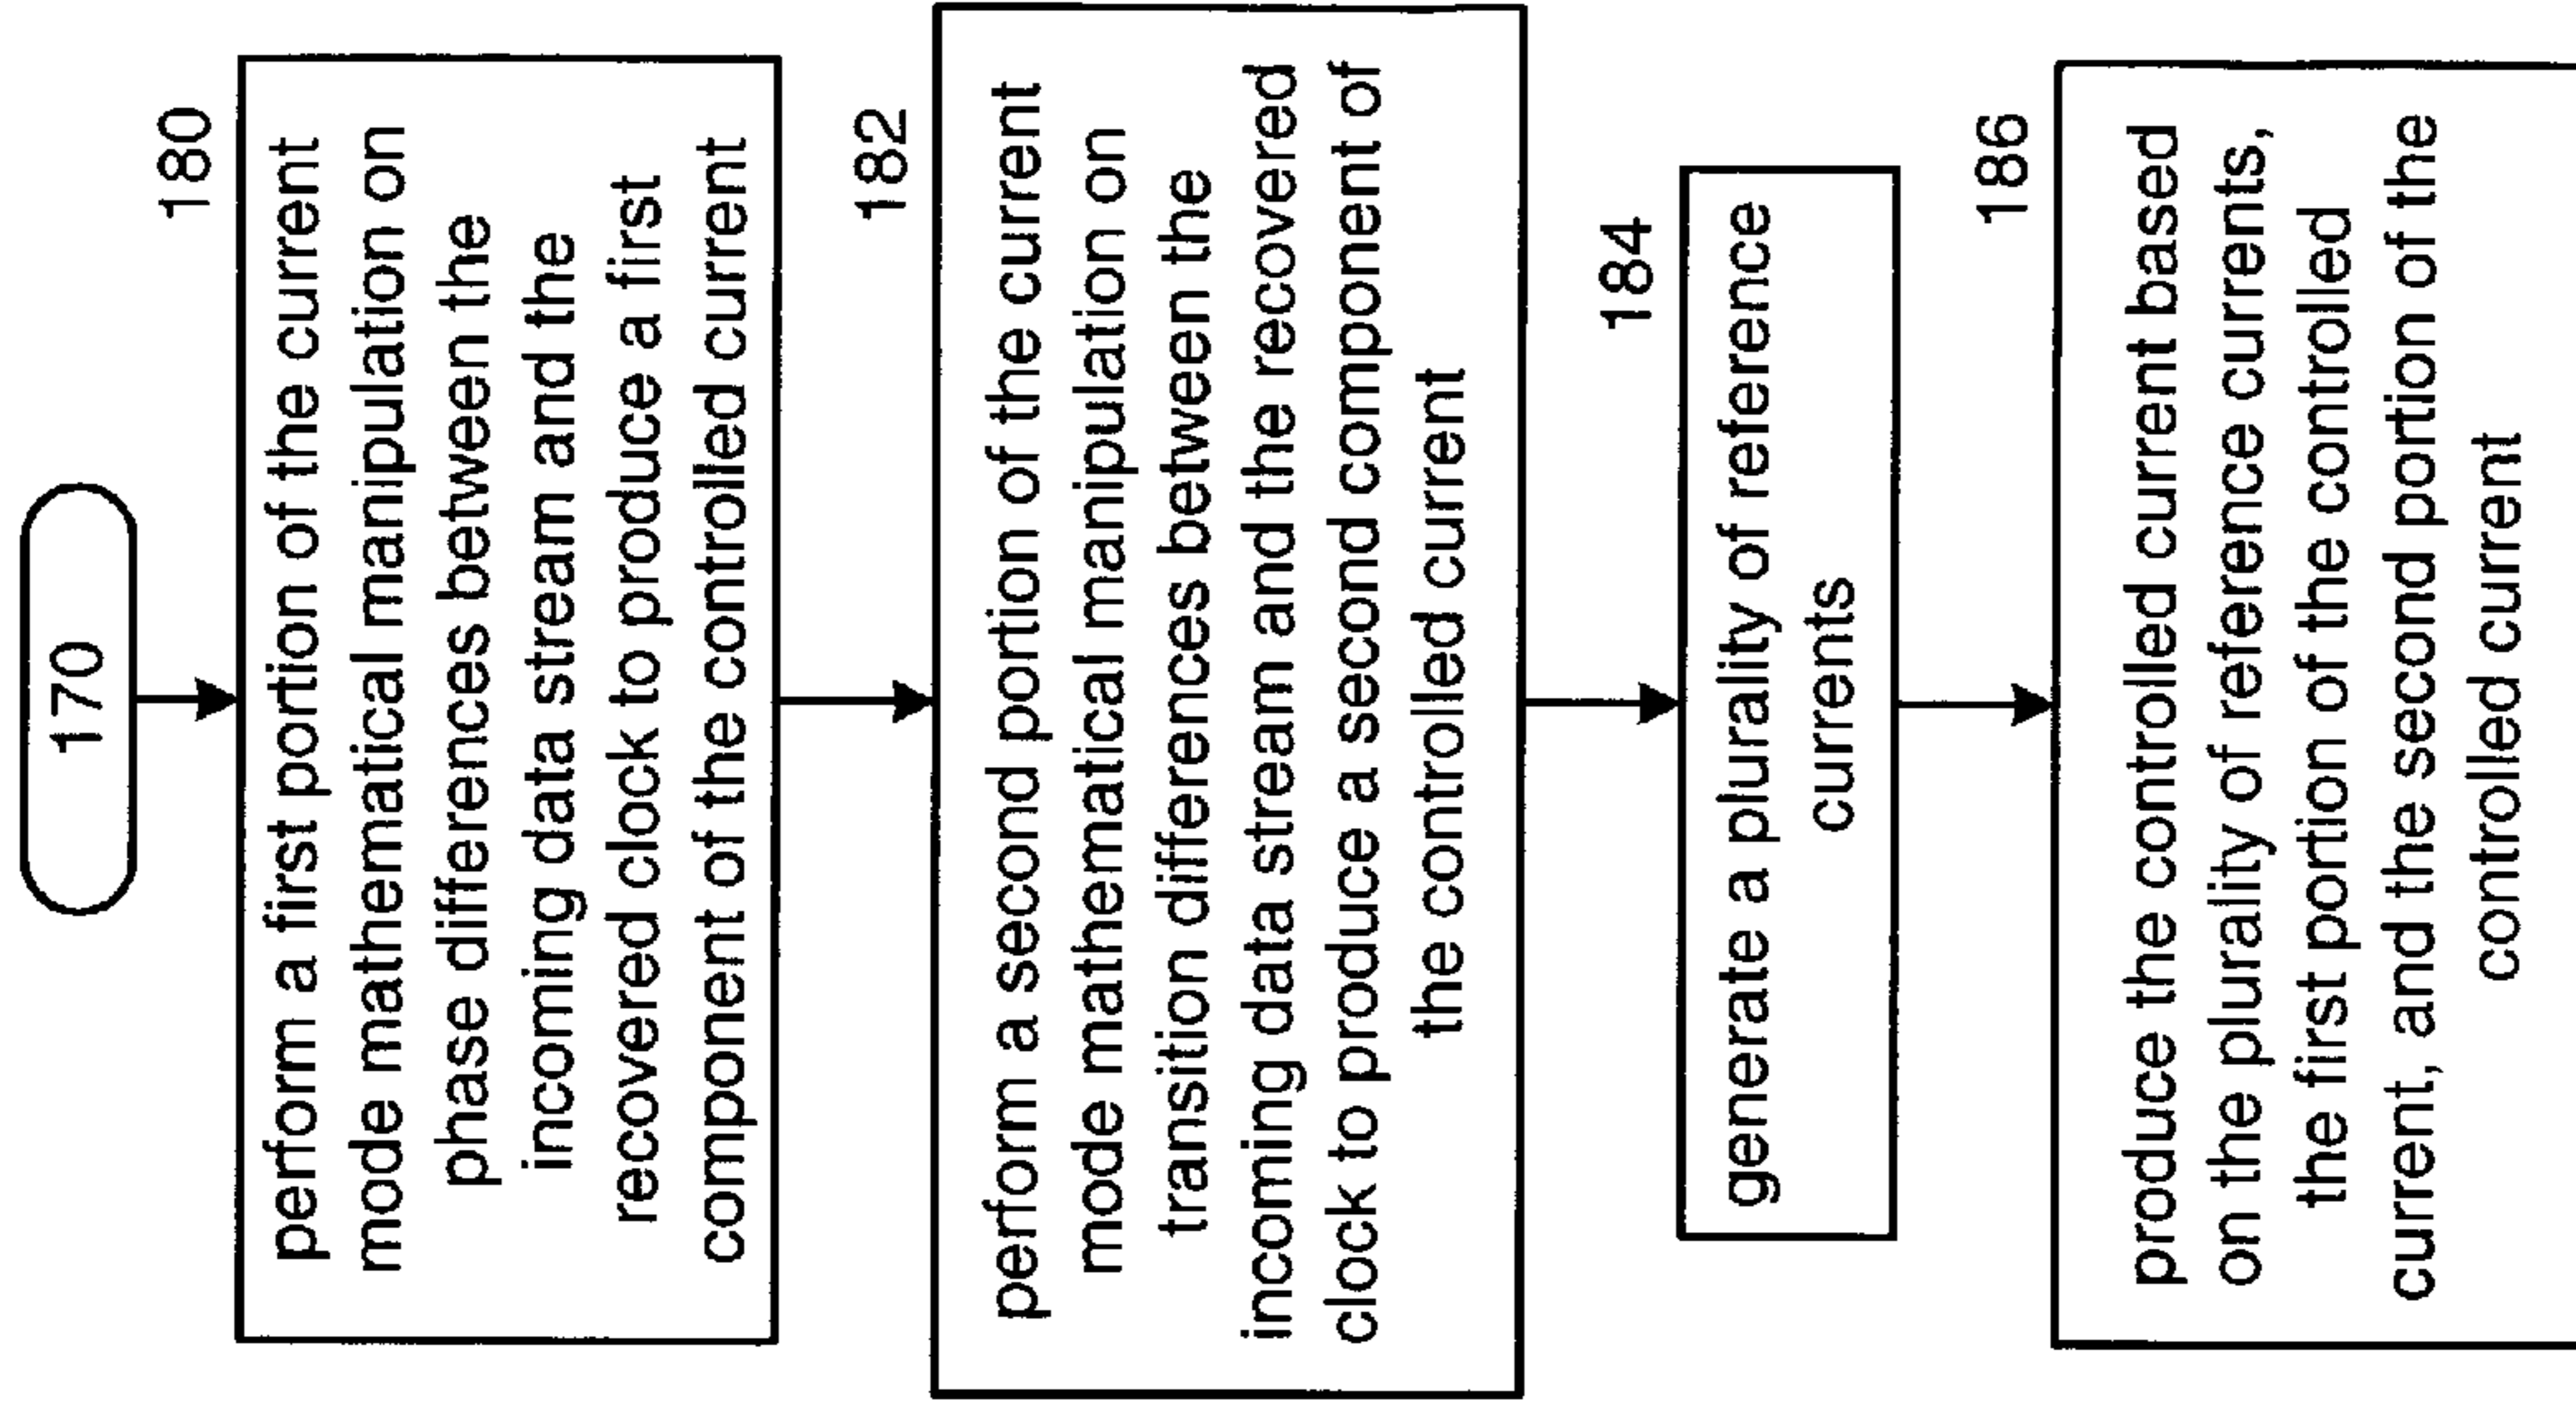 170
180
perform a first portion of the current
mode mathematical manipulation on
phase differences between the
incoming data stream and the
recovered clock to produce a first
component of the controlled current
182
perform a second portion of the current
mode mathematical manipulation on
transition differences between the
incoming data stream and the recovered
clock to produce a second component of
the controlled current
184
generate a plurality of reference
currents
186
produce the controlled current based
on the plurality of reference currents,
the first portion of the controlled
current, and the second portion of the
controlled current